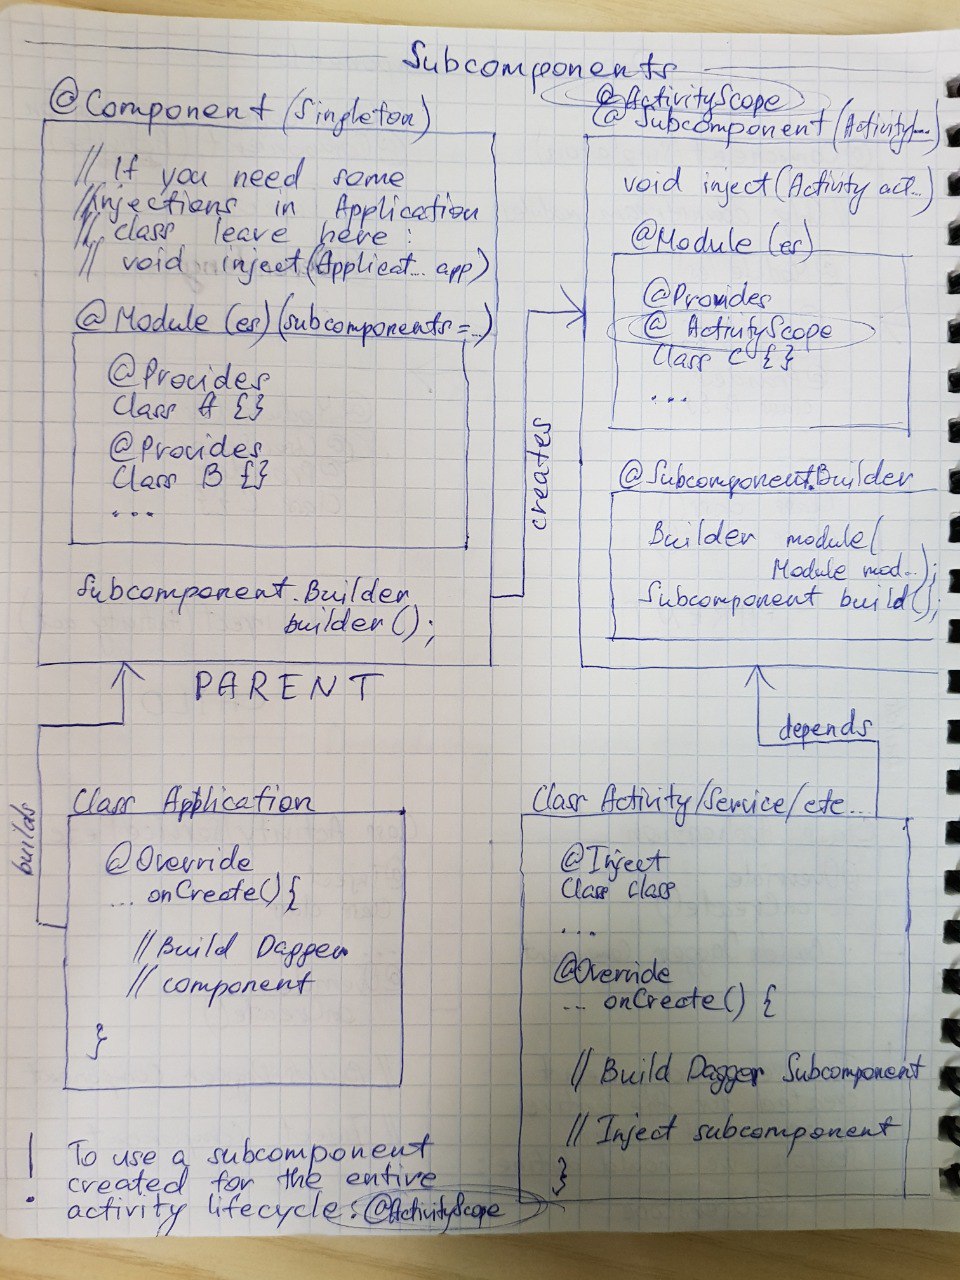 Subcomponents
@Component (Singleton)
// If you need some
// injections in Application
// class leave here :
// void inject(Applicat... app)
@Module (es) (subcomponents = ...)
@Provides
Class A {}
@Provides
Class B {}
...
Subcomponent.Builder
builder();
PARENT
creates
@ActivityScope
@Subcomponent (Activity...)
void inject(Activity act...)
@Module (es)
@Provides
@ActivityScope
Class C {}
...
@Subcomponent.Builder
Builder module(
Module mod...);
Subcomponent build();
builds
depends
Class Application
@Override
... onCreate() {
// Build Dagger
// component
}
Class Activity/Service/etc...
@Inject
Class class
...
@Override
... onCreate() {
// Build Dagger Subcomponent
// Inject subcomponent
}
! To use a subcomponent
created for the entire
activity lifecycle: @ActivityScope